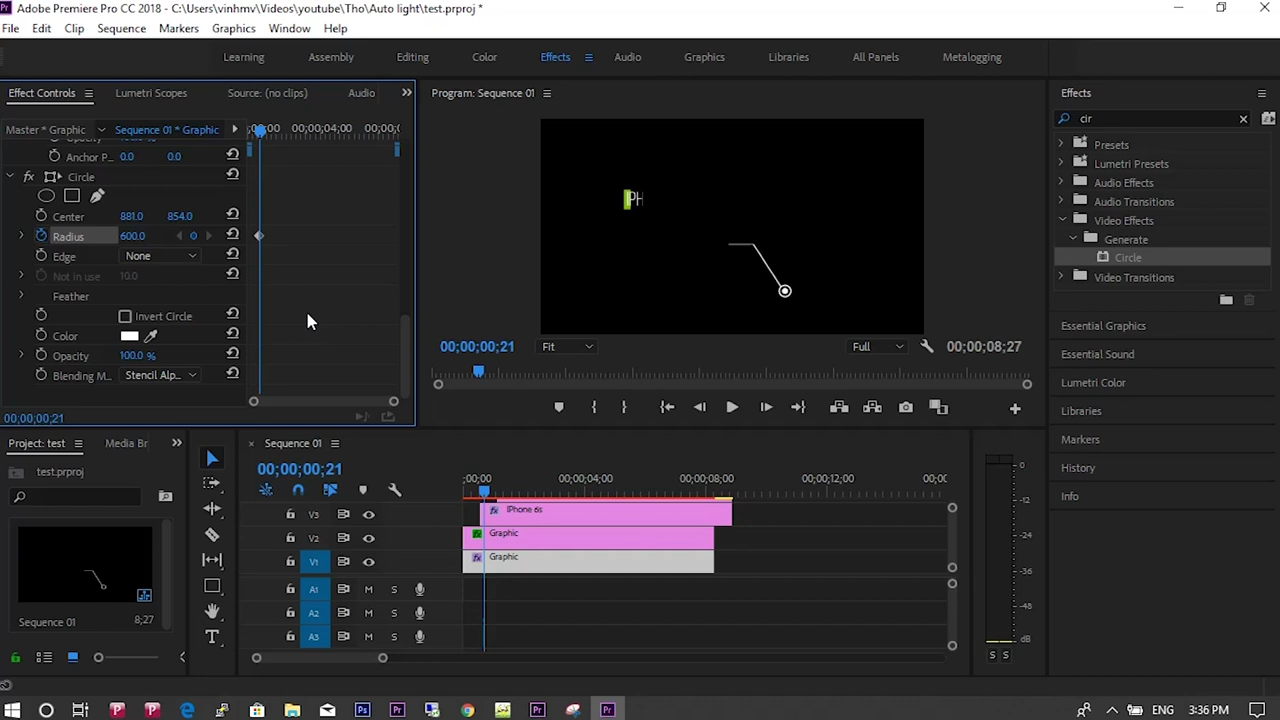 Adobe Premiere Pro CC 2018 - C:\Users\vinhmv\Videos\youtube\Tho\Auto light\test.prproj *
File Edit Clip Sequence Markers Graphics Window Help
Learning Assembly Editing Color Effects Audio Graphics Libraries All Panels Metalogging
Effect Controls Lumetri Scopes Source: (no clips) Audio
Master * Graphic Sequence 01 * Graphic
;00;00 00;00;04;00
Anchor P... 0.0 0.0
fx Circle
Center 881.0 854.0
Radius 600.0
Edge None
Not in use 10.0
Feather
Invert Circle
Color
Opacity 100.0 %
Blending M... Stencil Alp...
00;00;00;21
Program: Sequence 01
PH
00;00;00;21 Fit Full 00;00;08;27
Effects
cir
Presets
Lumetri Presets
Audio Effects
Audio Transitions
Video Effects
Generate
Circle
Video Transitions
Essential Graphics
Essential Sound
Lumetri Color
Libraries
Markers
History
Info
Project: test Media Br
test.prproj
Sequence 01 8;27
Sequence 01
00;00;00;21
;00;00 00;00;04;00 00;00;08;00 00;00;12;00 00;0
V3 fx IPhone 6s
V2 fx Graphic
V1 fx Graphic
A1 M S
A2 M S
A3 M S
0
-12
-24
-36
-48
dB
S S
ENG 3:36 PM